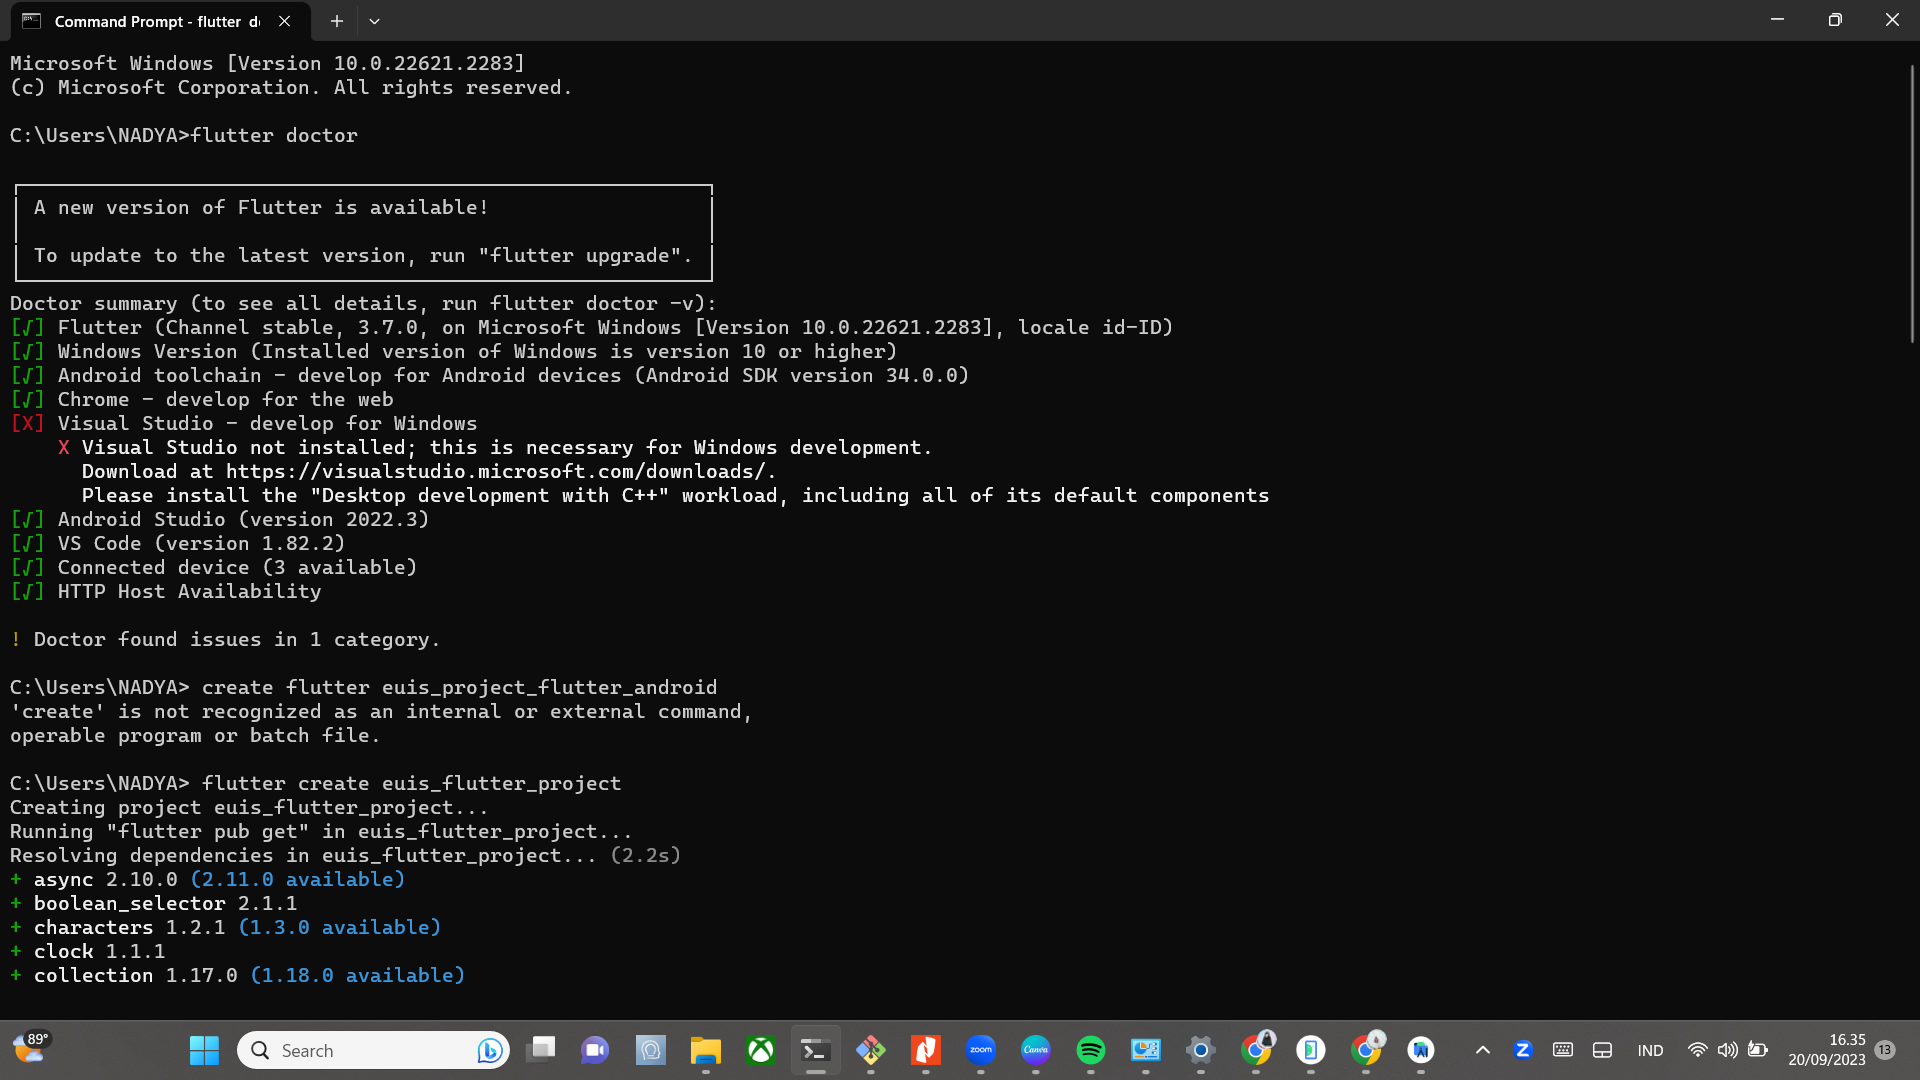 Command Prompt - flutter d
Microsoft Windows [Version 10.0.22621.2283]
(c) Microsoft Corporation. All rights reserved.
C:\Users\NADYA>flutter doctor
A new version of Flutter is available!
To update to the latest version, run "flutter upgrade".
Doctor summary (to see all details, run flutter doctor -v):
[√] Flutter (Channel stable, 3.7.0, on Microsoft Windows [Version 10.0.22621.2283], locale id-ID)
[√] Windows Version (Installed version of Windows is version 10 or higher)
[√] Android toolchain - develop for Android devices (Android SDK version 34.0.0)
[√] Chrome - develop for the web
[X] Visual Studio - develop for Windows
X Visual Studio not installed; this is necessary for Windows development.
Download at https://visualstudio.microsoft.com/downloads/.
Please install the "Desktop development with C++" workload, including all of its default components
[√] Android Studio (version 2022.3)
[√] VS Code (version 1.82.2)
[√] Connected device (3 available)
[√] HTTP Host Availability
! Doctor found issues in 1 category.
C:\Users\NADYA> create flutter euis_project_flutter_android
'create' is not recognized as an internal or external command,
operable program or batch file.
C:\Users\NADYA> flutter create euis_flutter_project
Creating project euis_flutter_project...
Running "flutter pub get" in euis_flutter_project...
Resolving dependencies in euis_flutter_project... (2.2s)
+ async 2.10.0 (2.11.0 available)
+ boolean_selector 2.1.1
+ characters 1.2.1 (1.3.0 available)
+ clock 1.1.1
+ collection 1.17.0 (1.18.0 available)
89°
Search
zoom
Canva
AI
Z
IND
16.35
20/09/2023
13